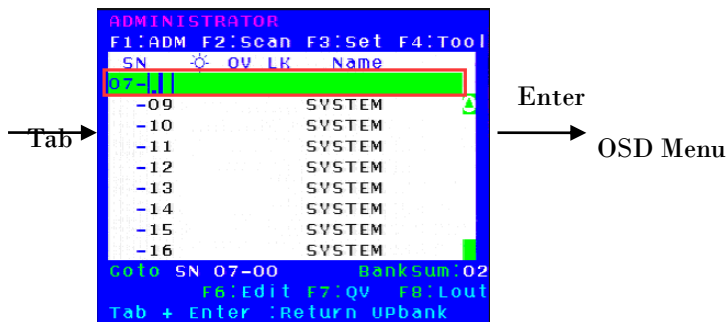 ADMINISTRATOR
F1:ADM F2:Scan F3:Set F4:Tool
SN OV LK Name
07-
-09 SYSTEM
Enter
-10 SYSTEM
Tab
OSD Menu
-11 SYSTEM
-12 SYSTEM
-13 SYSTEM
-14 SYSTEM
-15 SYSTEM
-16 SYSTEM
Goto SN 07-00 BankSum:02
F6:Edit F7:QV F8:Lout
Tab + Enter :Return UPbank